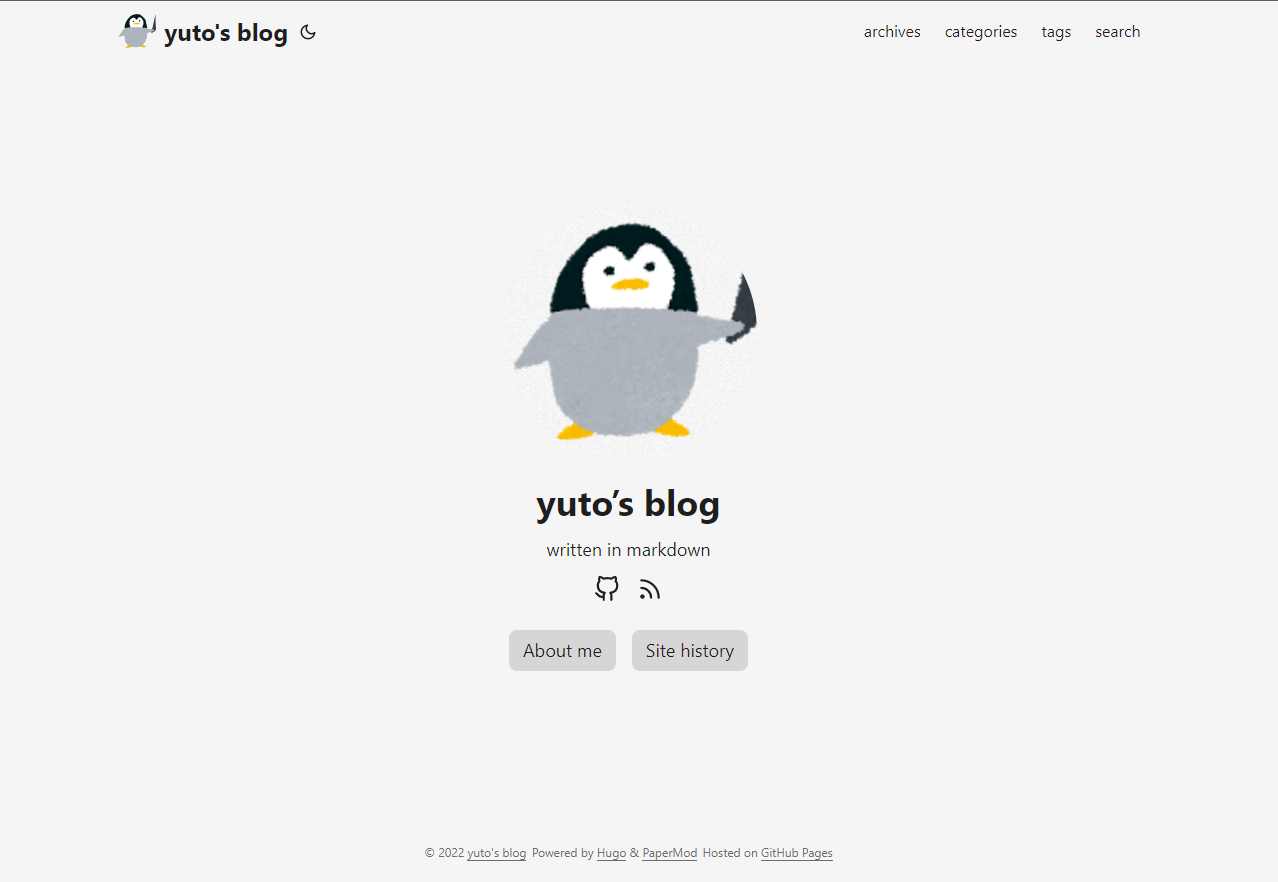 yuto's blog
archives categories tags search
yuto’s blog
written in markdown
About me Site history
© 2022 yuto's blog Powered by Hugo & PaperMod Hosted on GitHub Pages